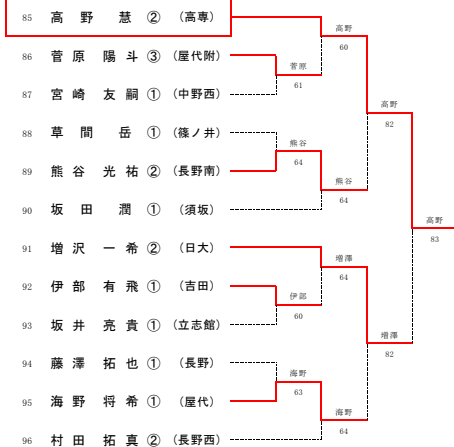 85 高野 慧② (高専)
高野
60
86 菅原 陽斗③ (屋代附)
菅原
61
87 宮崎 友嗣① (中野西)
高野
82
88 草間 岳① (篠ノ井)
熊谷
64
89 熊谷 光祐② (長野南)
熊谷
64
90 坂田 潤① (須坂)
高野
83
91 増沢 一希② (日大)
増澤
64
92 伊部 有飛① (吉田)
伊部
60
93 坂井 亮貴① (立志館)
増澤
82
94 藤澤 拓也① (長野)
海野
63
95 海野 将希① (屋代)
海野
64
96 村田 拓真② (長野西)